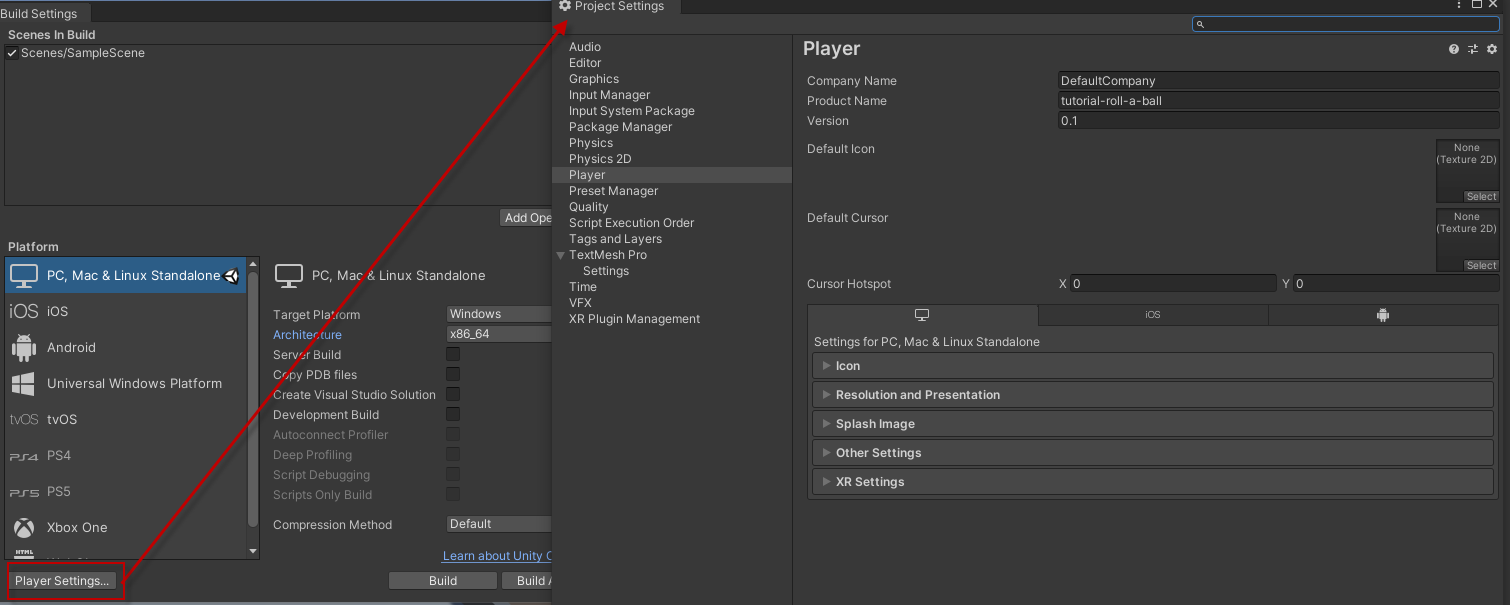 Build Settings
Scenes In Build
Scenes/SampleScene
Add Ope
Platform
PC, Mac & Linux Standalone
iOS iOS
Android
Universal Windows Platform
tvOS tvOS
PS4 PS4
PS5 PS5
Xbox One
HTML
Player Settings...
PC, Mac & Linux Standalone
Target Platform Windows
Architecture x86_64
Server Build
Copy PDB files
Create Visual Studio Solution
Development Build
Autoconnect Profiler
Deep Profiling
Script Debugging
Scripts Only Build
Compression Method Default
Learn about Unity C
Build Build A
Project Settings
Audio
Editor
Graphics
Input Manager
Input System Package
Package Manager
Physics
Physics 2D
Player
Preset Manager
Quality
Script Execution Order
Tags and Layers
TextMesh Pro
Settings
Time
VFX
XR Plugin Management
Player
Company Name DefaultCompany
Product Name tutorial-roll-a-ball
Version 0.1
Default Icon
None
(Texture 2D)
Select
Default Cursor
None
(Texture 2D)
Select
Cursor Hotspot X 0 Y 0
iOS
Settings for PC, Mac & Linux Standalone
Icon
Resolution and Presentation
Splash Image
Other Settings
XR Settings